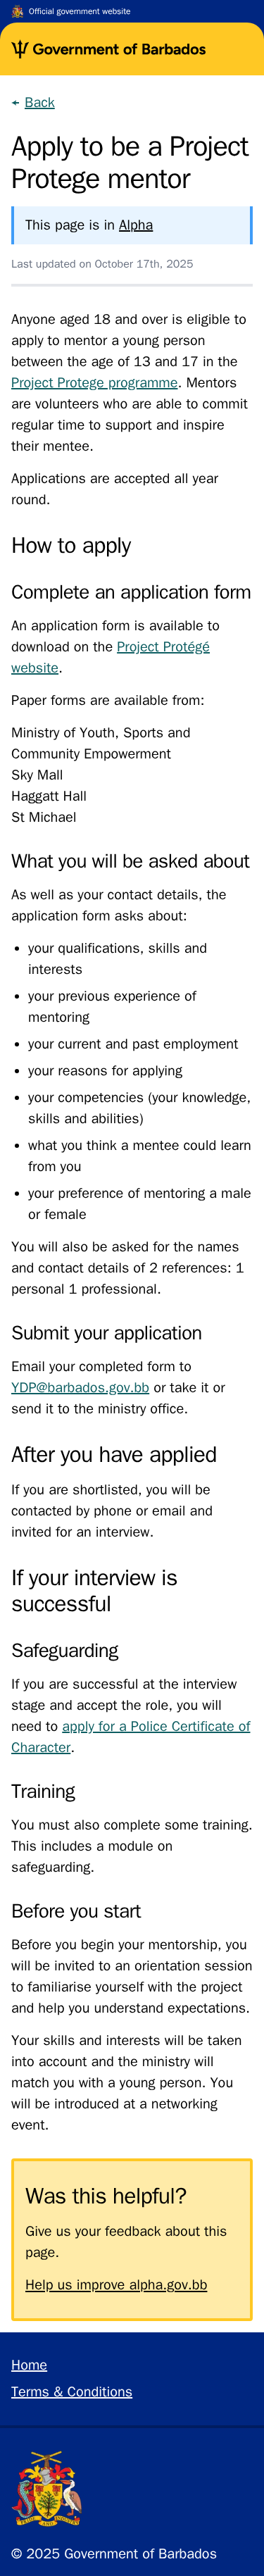 Official government website
Government of Barbados
Back
Apply to be a Project
Protege mentor
This page is in Alpha
Last updated on October 17th, 2025
Anyone aged 18 and over is eligible to
apply to mentor a young person
between the age of 13 and 17 in the
Project Protege programme. Mentors
are volunteers who are able to commit
regular time to support and inspire
their mentee.
Applications are accepted all year
round.
How to apply
Complete an application form
An application form is available to
download on the Project Protégé
website.
Paper forms are available from:
Ministry of Youth, Sports and
Community Empowerment
Sky Mall
Haggatt Hall
St Michael
What you will be asked about
As well as your contact details, the
application form asks about:
• your qualifications, skills and
interests
• your previous experience of
mentoring
• your current and past employment
• your reasons for applying
• your competencies (your knowledge,
skills and abilities)
• what you think a mentee could learn
from you
• your preference of mentoring a male
or female
You will also be asked for the names
and contact details of 2 references: 1
personal 1 professional.
Submit your application
Email your completed form to
YDP@barbados.gov.bb or take it or
send it to the ministry office.
After you have applied
If you are shortlisted, you will be
contacted by phone or email and
invited for an interview.
If your interview is
successful
Safeguarding
If you are successful at the interview
stage and accept the role, you will
need to apply for a Police Certificate of
Character.
Training
You must also complete some training.
This includes a module on
safeguarding.
Before you start
Before you begin your mentorship, you
will be invited to an orientation session
to familiarise yourself with the project
and help you understand expectations.
Your skills and interests will be taken
into account and the ministry will
match you with a young person. You
will be introduced at a networking
event.
Was this helpful?
Give us your feedback about this
page.
Help us improve alpha.gov.bb
Home
Terms & Conditions
© 2025 Government of Barbados